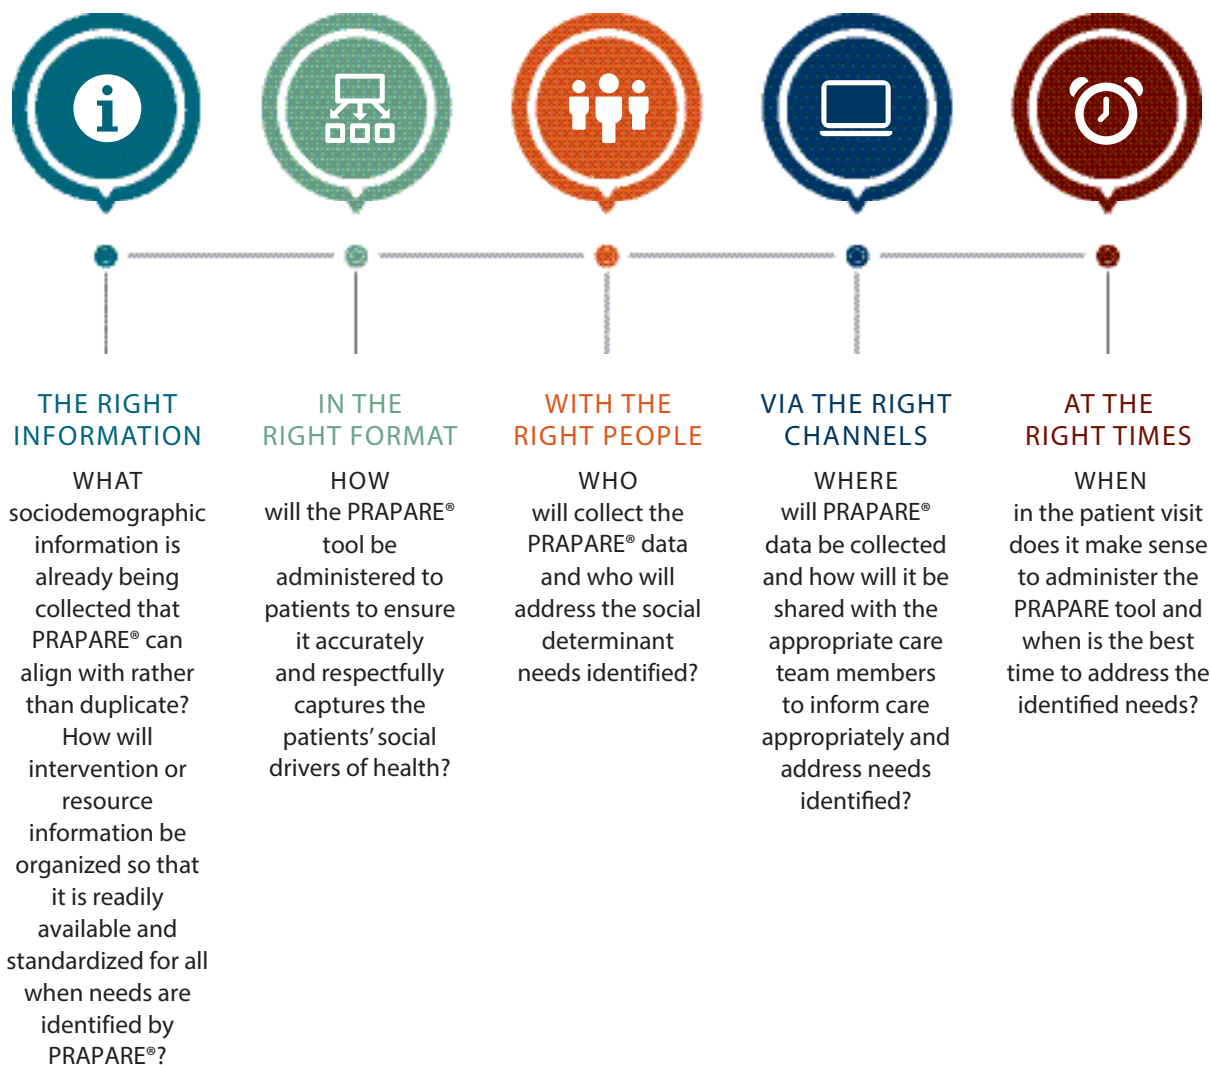 THE RIGHT
INFORMATION
WHAT
sociodemographic
information is
already being
collected that
PRAPARE® can
align with rather
than duplicate?
How will
intervention or
resource
information be
organized so that
it is readily
available and
standardized for all
when needs are
identified by
PRAPARE®?
IN THE
RIGHT FORMAT
HOW
will the PRAPARE®
tool be
administered to
patients to ensure
it accurately
and respectfully
captures the
patients’ social
drivers of health?
WITH THE
RIGHT PEOPLE
WHO
will collect the
PRAPARE® data
and who will
address the social
determinant
needs identified?
VIA THE RIGHT
CHANNELS
WHERE
will PRAPARE®
data be collected
and how will it be
shared with the
appropriate care
team members
to inform care
appropriately and
address needs
identified?
AT THE
RIGHT TIMES
WHEN
in the patient visit
does it make sense
to administer the
PRAPARE tool and
when is the best
time to address the
identified needs?